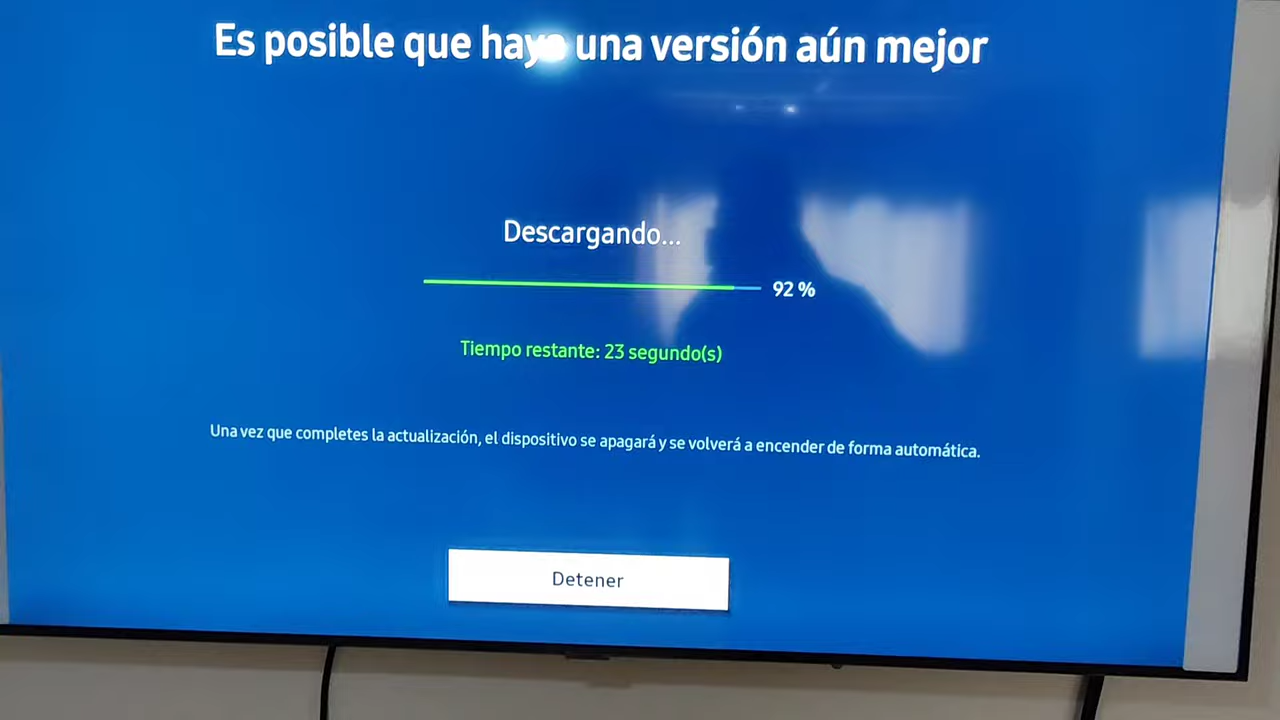 Es posible que haya una versión aún mejor
Descargando...
92 %
Tiempo restante: 23 segundo(s)
Una vez que completes la actualización, el dispositivo se apagará y se volverá a encender de forma automática.
Detener